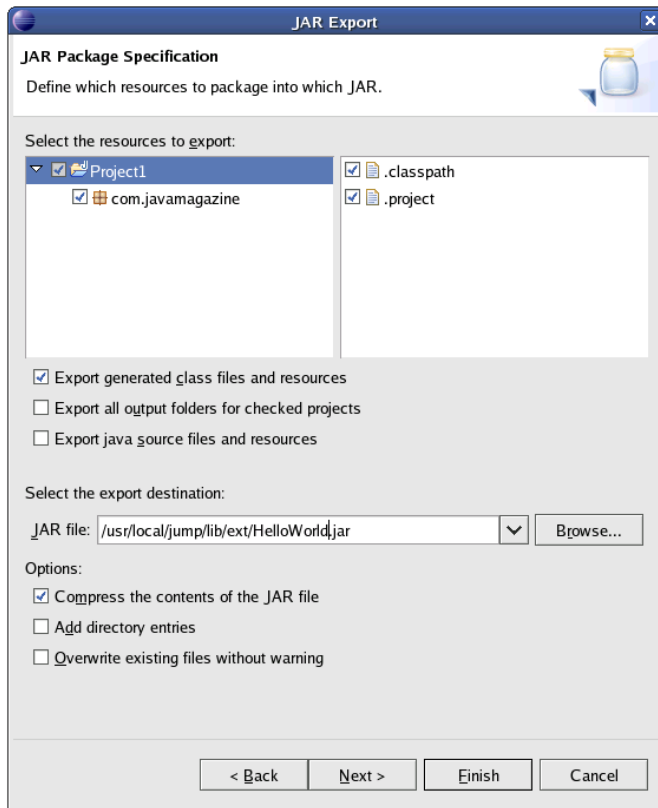 JAR Export
JAR Package Specification
Define which resources to package into which JAR.
Select the resources to export:
Project1
com.javamagazine
.classpath
.project
Export generated class files and resources
Export all output folders for checked projects
Export java source files and resources
Select the export destination:
JAR file: /usr/local/jump/lib/ext/HelloWorld.jar Browse...
Options:
Compress the contents of the JAR file
Add directory entries
Overwrite existing files without warning
< Back Next > Finish Cancel